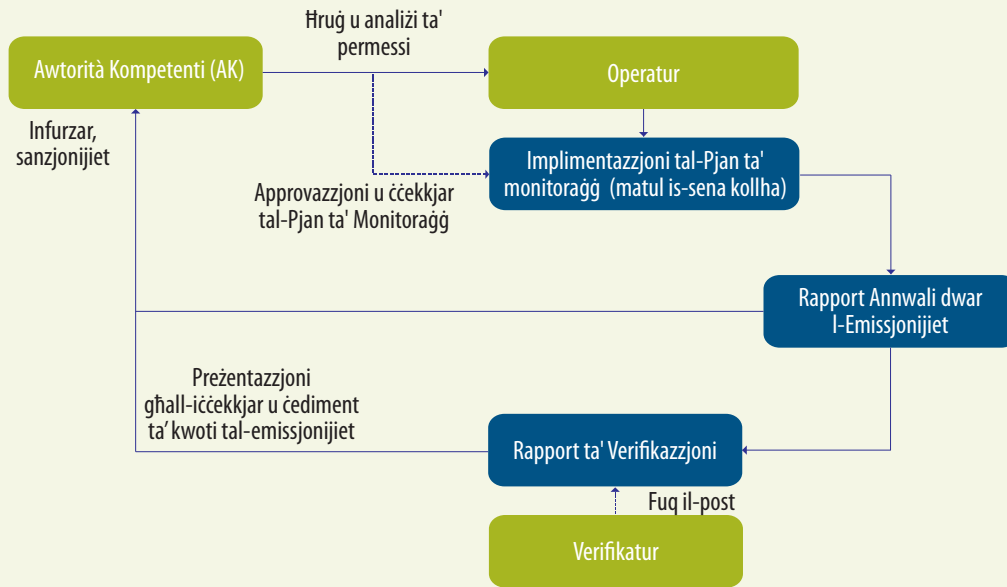 Ħruġ u analiżi ta'
permessi
Awtorità Kompetenti (AK)
Operatur
Infurzar,
sanzjonijiet
Implimentazzjoni tal-Pjan ta'
monitoraġġ (matul is-sena kollha)
Approvazzjoni u ċċekkjar
tal-Pjan ta' Monitoraġġ
Rapport Annwali dwar
l-Emissjonijiet
Preżentazzjoni
għall-iċċekkjar u ċediment
ta' kwoti tal-emissjonijiet
Rapport ta' Verifikazzjoni
Fuq il-post
Verifikatur